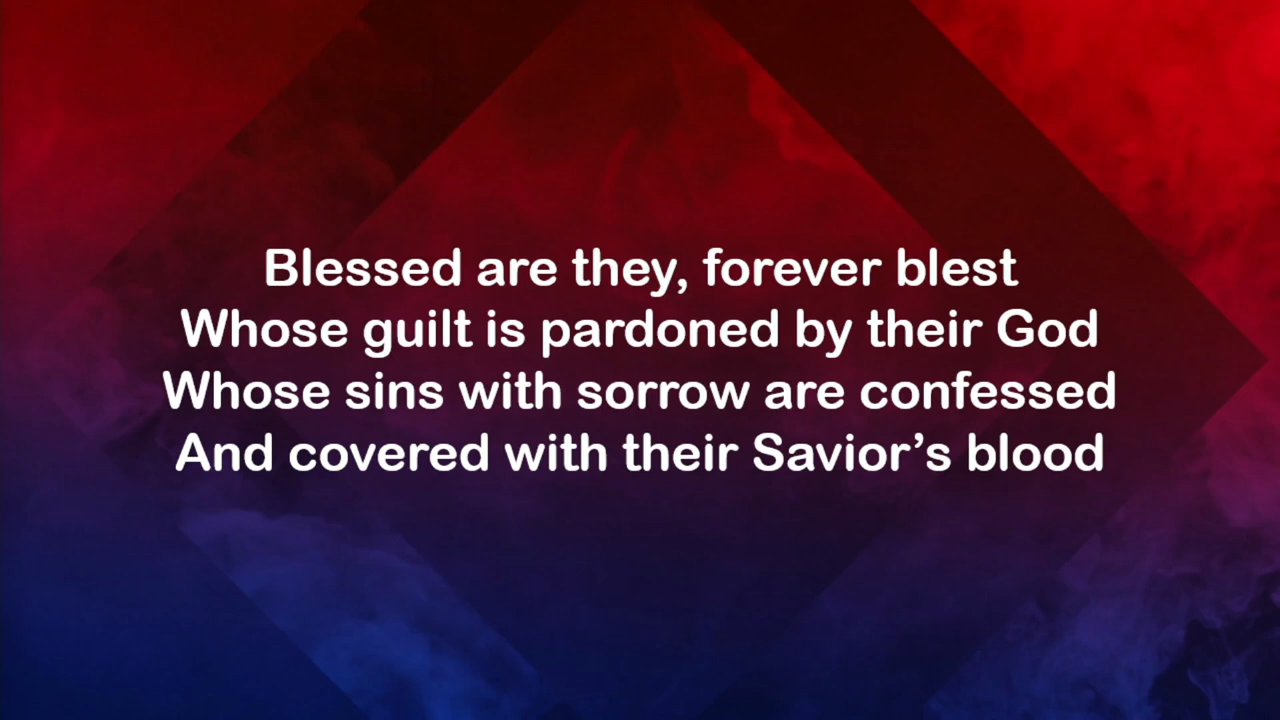 Blessed are they, forever blest
Whose guilt is pardoned by their God
Whose sins with sorrow are confessed
And covered with their Savior’s blood